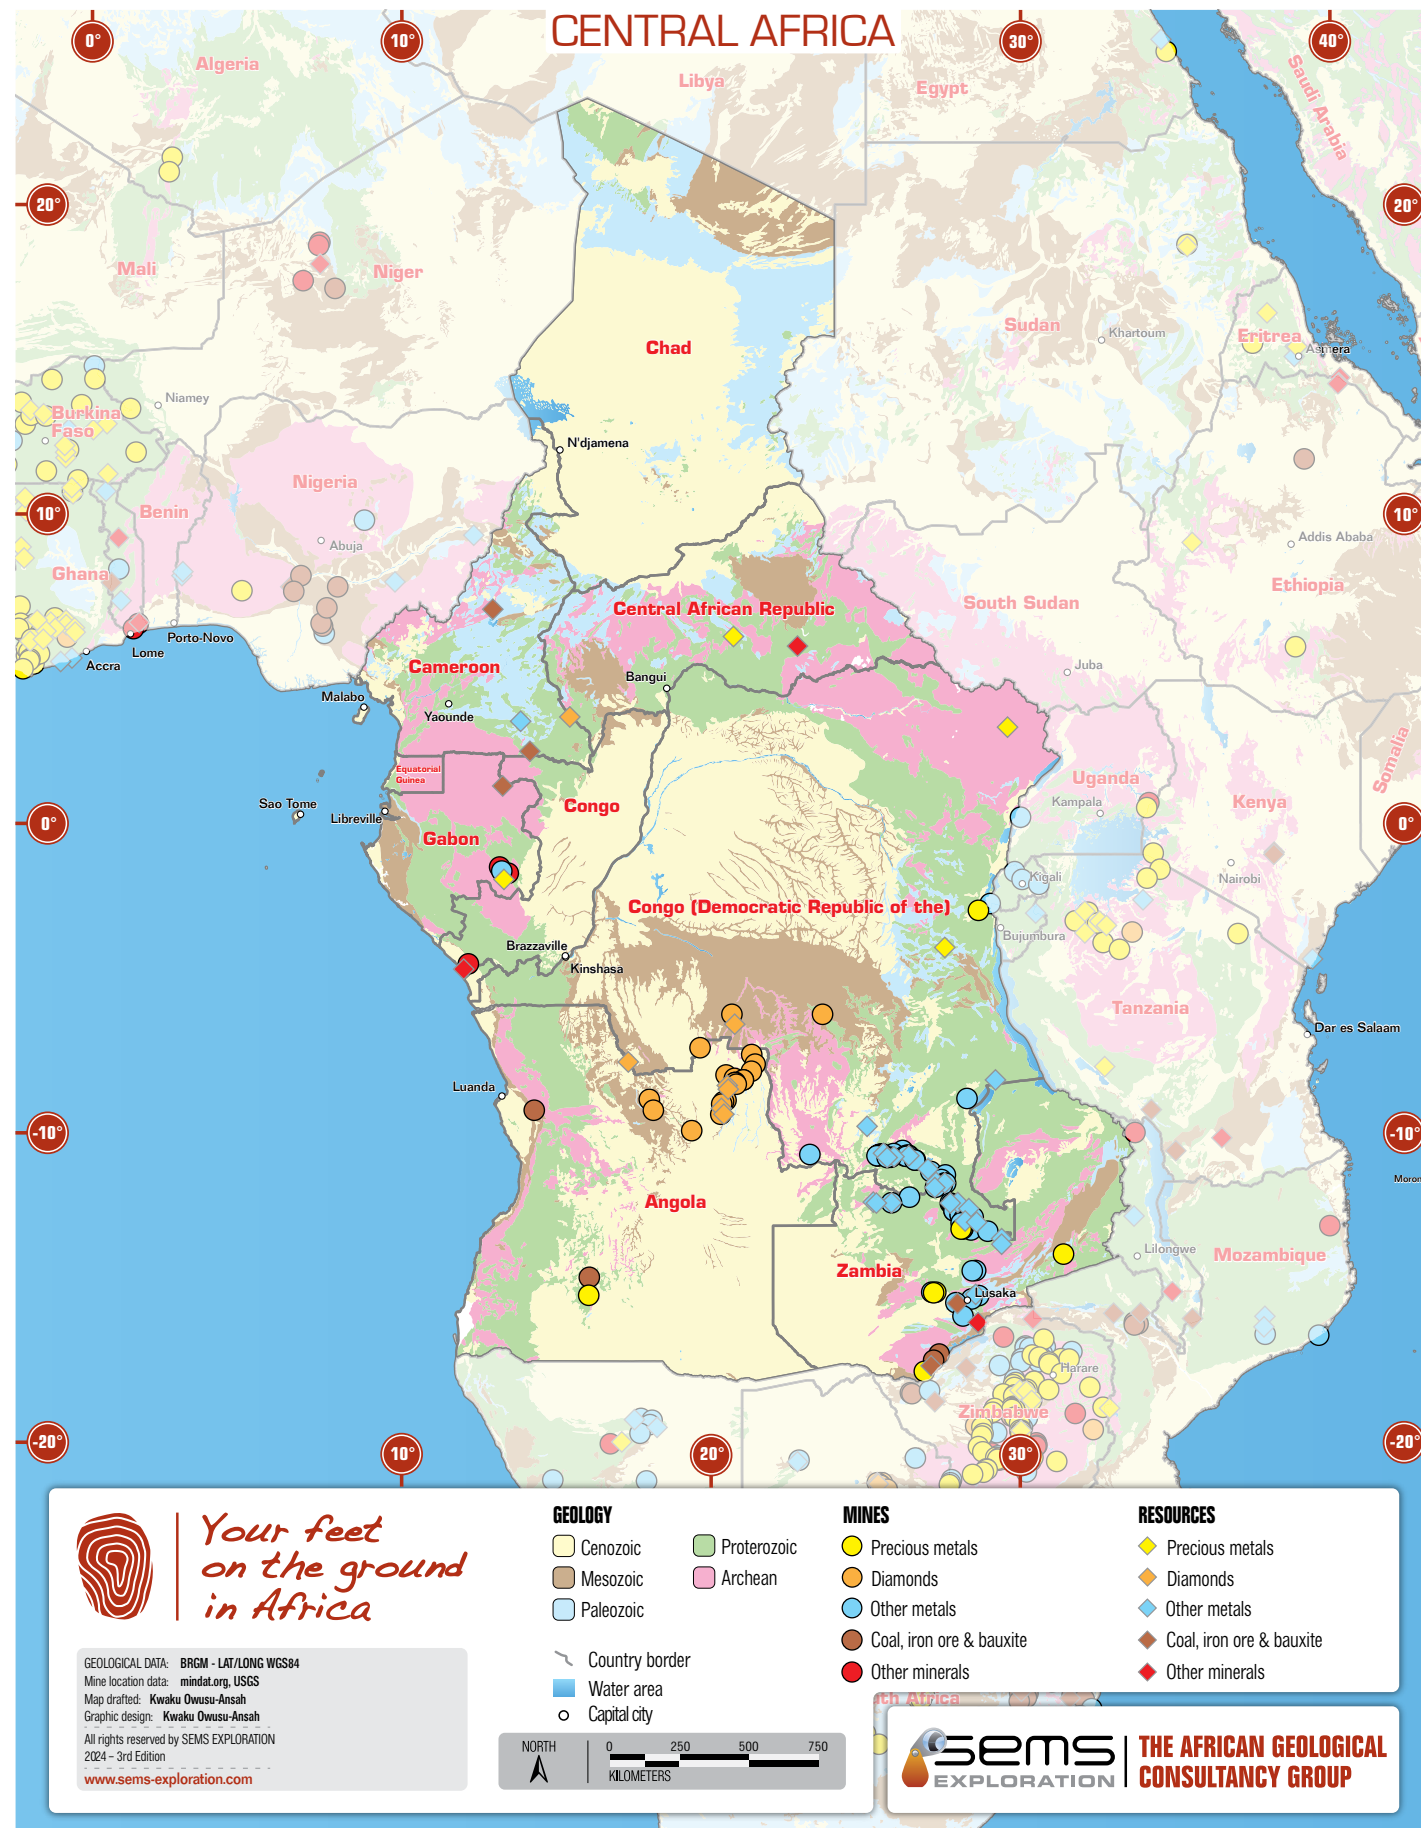 CENTRAL AFRICA
0°
10°
30°
40°
Algeria
Libya
Egypt
Saudi Arabia
20°
20°
Mali
Niger
Chad
Sudan
Khartoum
Eritrea
Asmera
Niamey
Burkina
Faso
N'djamena
Nigeria
Benin
10°
10°
Abuja
Addis Ababa
Ghana
Ethiopia
Central African Republic
South Sudan
Porto-Novo
Lome
Accra
Cameroon
Bangui
Juba
Malabo
Yaounde
Somalia
Equatorial
Guinea
Uganda
Kampala
Kenya
Sao Tome
Libreville
Congo
0°
0°
Gabon
Kigali
Nairobi
Congo (Democratic Republic of the)
Bujumbura
Brazzaville
Kinshasa
Tanzania
Dar es Salaam
Luanda
-10°
-10°
Angola
Lilongwe
Mozambique
Zambia
Lusaka
Harare
Zimbabwe
-20°
10°
20°
30°
-20°
Your feet
on the ground
in Africa
GEOLOGICAL DATA: BRGM - LAT/LONG WGS84
Mine location data: mindat.org, USGS
Map drafted: Kwaku Owusu-Ansah
Graphic design: Kwaku Owusu-Ansah
All rights reserved by SEMS EXPLORATION
2024 – 3rd Edition
www.sems-exploration.com
GEOLOGY
Cenozoic
Mesozoic
Paleozoic
Proterozoic
Archean
Country border
Water area
Capital city
NORTH
0 250 500 750
KILOMETERS
MINES
Precious metals
Diamonds
Other metals
Coal, iron ore & bauxite
Other minerals
RESOURCES
Precious metals
Diamonds
Other metals
Coal, iron ore & bauxite
Other minerals
Africa
sems
EXPLORATION
THE AFRICAN GEOLOGICAL
CONSULTANCY GROUP